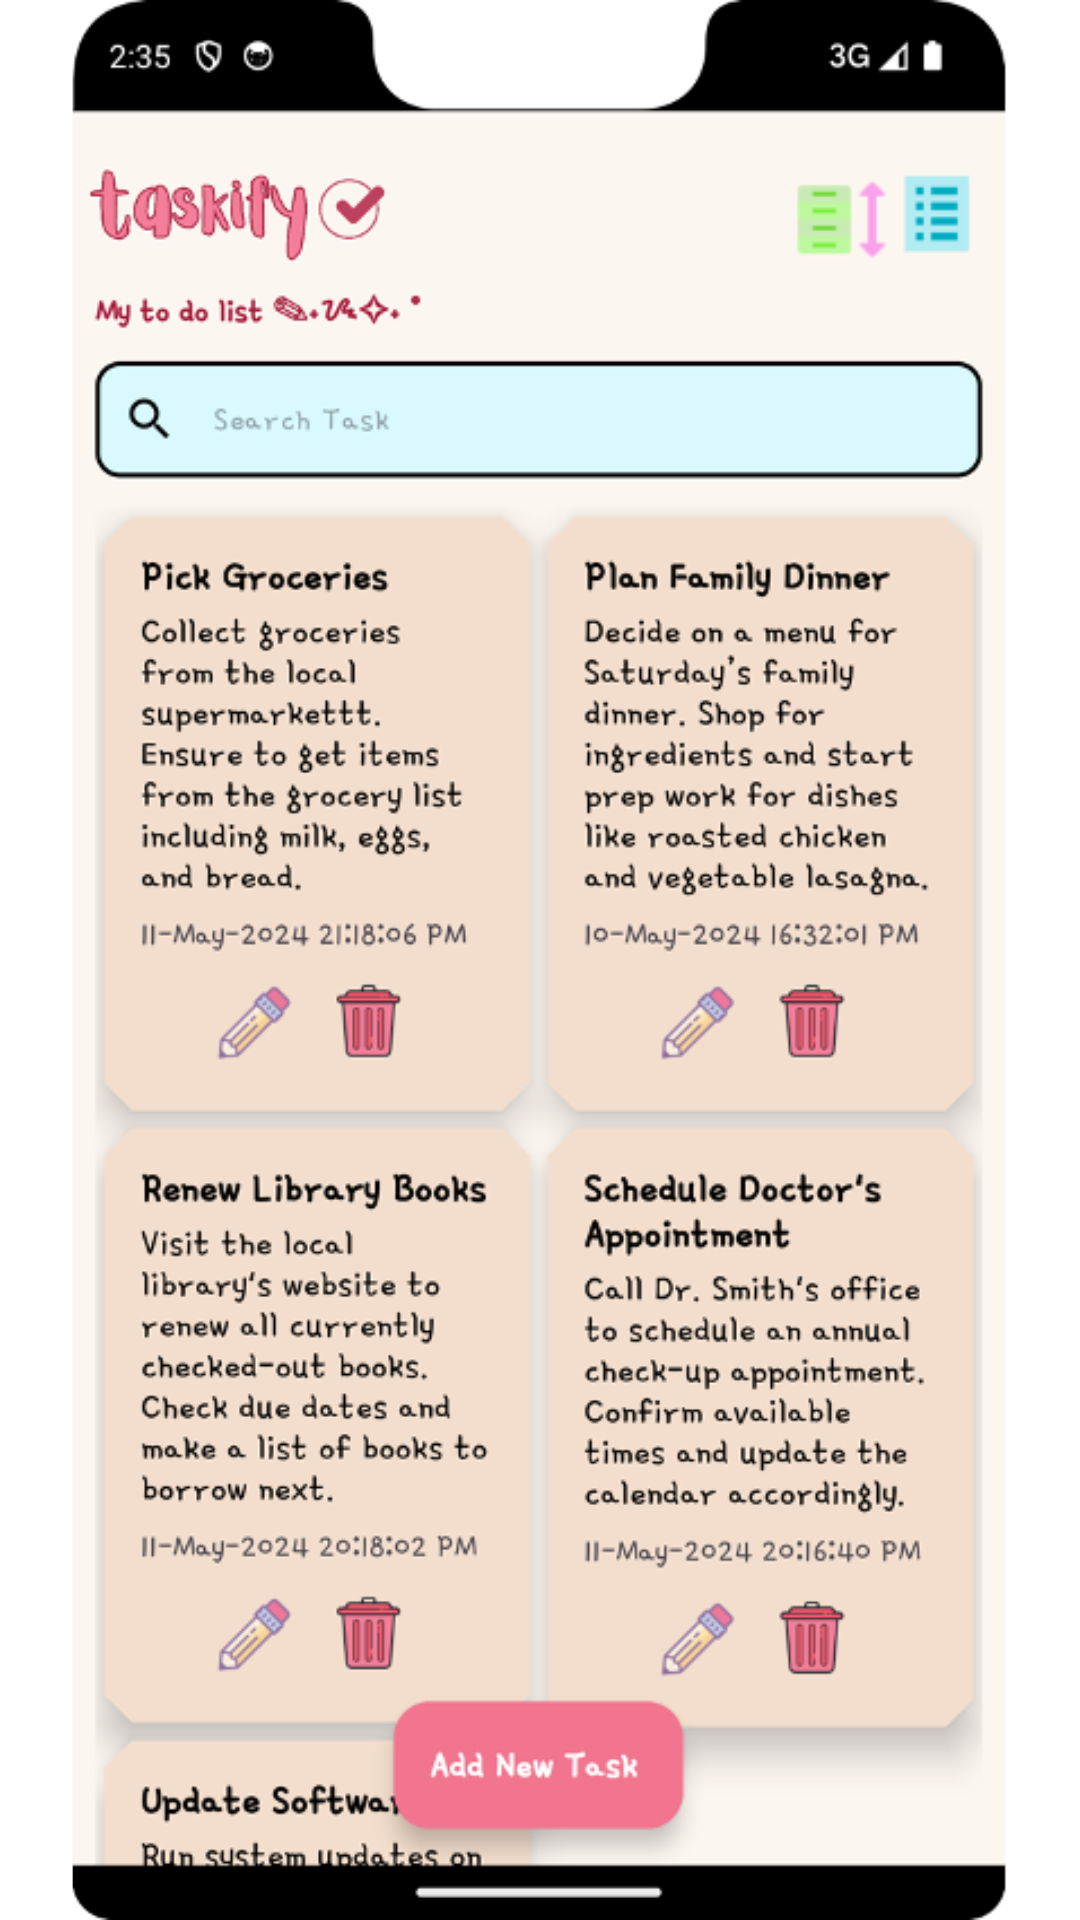 2:35
3G
taskify
My to do list
Search Task
Pick Groceries
Collect groceries
from the local
supermarkettt.
Ensure to get items
from the grocery list
including milk, eggs,
and bread.
11-May-2024 21:18:06 PM
Plan Family Dinner
Decide on a menu for
Saturday’s family
dinner. Shop for
ingredients and start
prep work for dishes
like roasted chicken
and vegetable lasagna.
10-May-2024 16:32:01 PM
Renew Library Books
Visit the local
library's website to
renew all currently
checked-out books.
Check due dates and
make a list of books to
borrow next.
11-May-2024 20:18:02 PM
Schedule Doctor's
Appointment
Call Dr. Smith's office
to schedule an annual
check-up appointment.
Confirm available
times and update the
calendar accordingly.
11-May-2024 20:16:40 PM
Add New Task
Update
Run system updates on